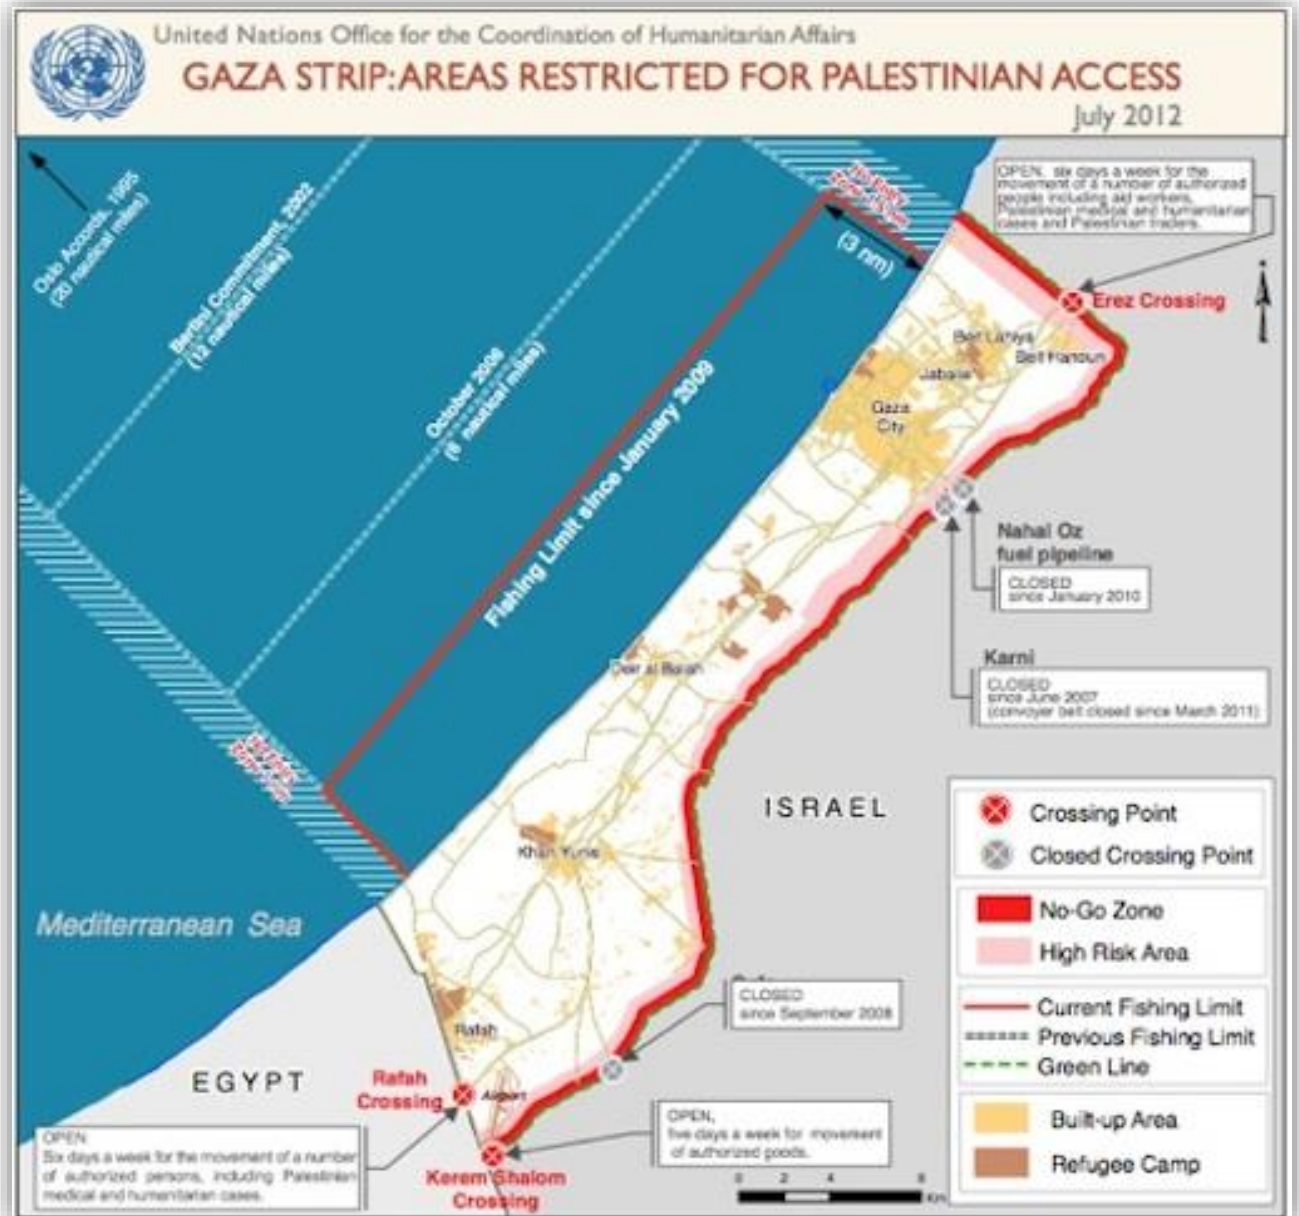 United Nations Office for the Coordination of Humanitarian Affairs
GAZA STRIP: AREAS RESTRICTED FOR PALESTINIAN ACCESS
July 2012
Oslo Accords, 1995
(20 nautical miles)
Bertini Commitment, 2002
(12 nautical miles)
October 2006
(6 nautical miles)
Fishing Limit since January 2009
(3 nm)
OPEN, six days a week for the
movement of a number of authorized
people including aid workers,
Palestinian medical and humanitarian
cases and Palestinian traders.
Erez Crossing
Beit Lahiya
Beit Hanoun
Jabalia
Gaza
City
Nahal Oz
fuel pipeline
CLOSED
since January 2010
Karni
CLOSED
since June 2007
(convoyer belt closed since March 2011)
Deir al Balah
ISRAEL
Khan Yunis
Mediterranean Sea
CLOSED
since September 2008
Rafah
EGYPT
Rafah
Crossing
Airport
OPEN
Six days a week for the movement of a number
of authorized persons, including Palestinian
medical and humanitarian cases.
OPEN,
five days a week for movement
of authorized goods.
Kerem Shalom
Crossing
0 2 4 8
Km
Crossing Point
Closed Crossing Point
No-Go Zone
High Risk Area
Current Fishing Limit
Previous Fishing Limit
Green Line
Built-up Area
Refugee Camp